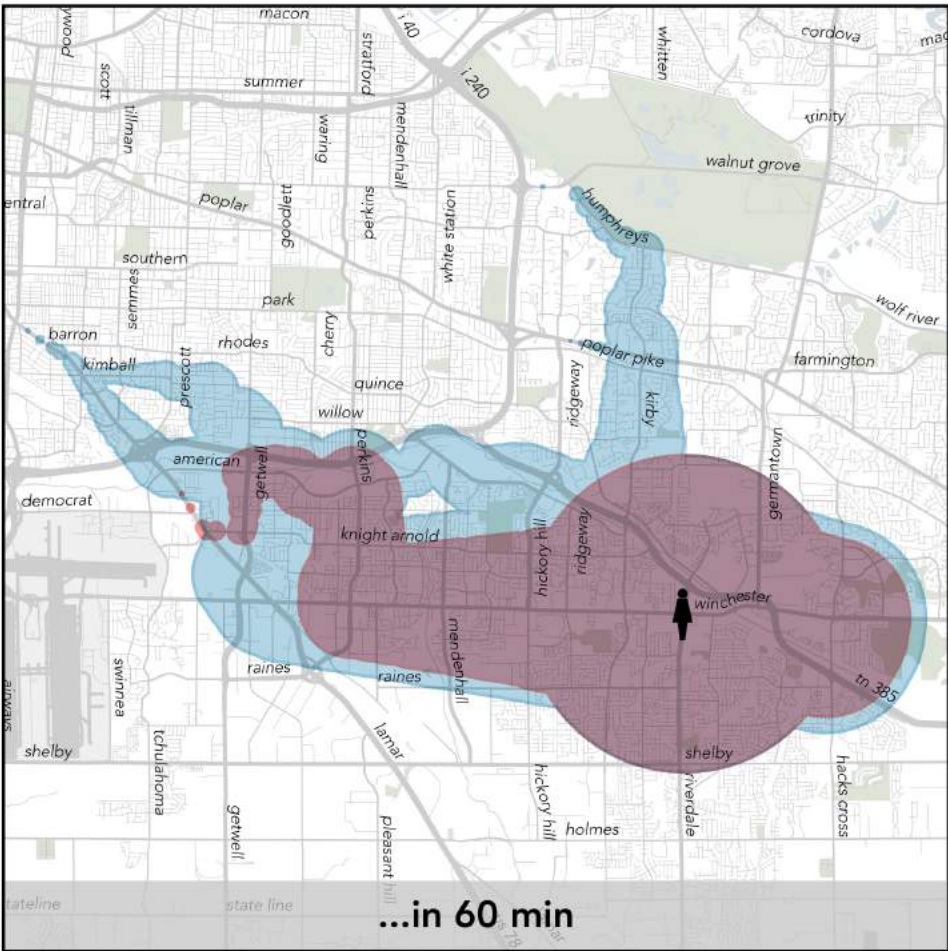 macon
i 40
poowy
stratford
whitten
cordova
scott
summer
i 240
tillman
waring
mendenhall
trinity
walnut grove
entral
poplar
goodlett
perkins
white station
humphreys
southern
semmes
park
wolf river
barron
rhodes
cherry
poplar pike
farmington
kimball
prescott
quince
ridgeway
kirby
willow
american
getwell
perkins
germantown
democrat
knight arnold
hickory hill
ridgeway
winchester
mendenhall
raines
raines
swinnea
airways
tn 385
lamar
tchulahoma
shelby
shelby
hickory hill
riverdale
hacks cross
getwell
pleasant hill
holmes
tateline
state line
...in 60 min